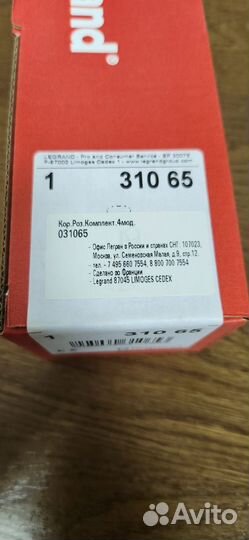 rand
LEGRAND - Pro and Consumer Service - BP 30076
F-87002 Limoges Cedex 1 - www.legrandgroup.com
1 310 65
Кор.Роз.Комплект.4мод.
031065
- Офис Легран в России и странах СНГ: 107023,
Москва, ул. Семеновская Малая, д.9, стр.12
- тел. - 7 495 660 7554, 8 800 700 7554
- Сделано во Франции
- Legrand 87045 LIMOGES CEDEX
1 310 65
Avito